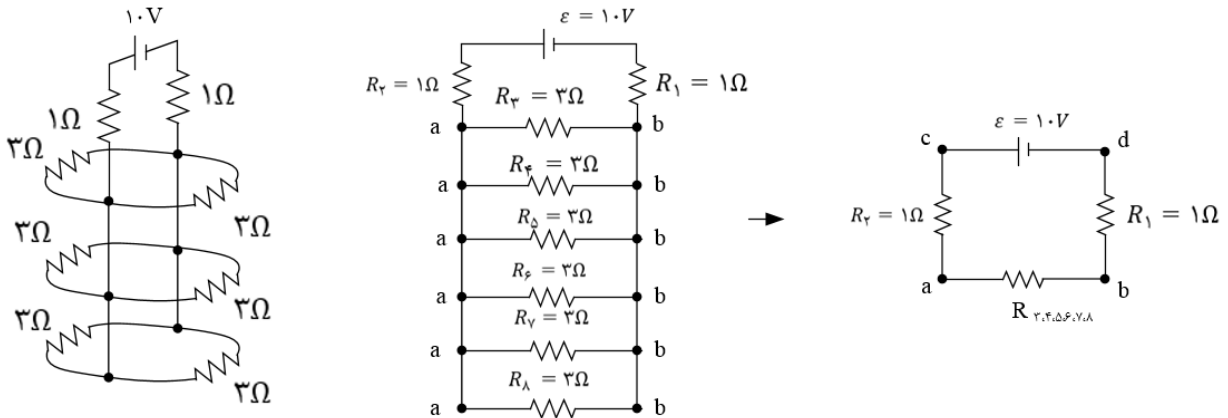 ۱۰V
۱Ω
۱Ω
۳Ω
۳Ω
۳Ω
۳Ω
۳Ω
۳Ω
ε = ۱۰V
R۲ = ۱Ω
R۱ = ۱Ω
R۳ = ۳Ω
a b
R۴ = ۳Ω
a b
R۵ = ۳Ω
a b
R۶ = ۳Ω
a b
R۷ = ۳Ω
a b
R۸ = ۳Ω
a b
ε = ۱۰V
c d
R۲ = ۱Ω
R۱ = ۱Ω
a b
R ۳،۴،۵،۶،۷،۸